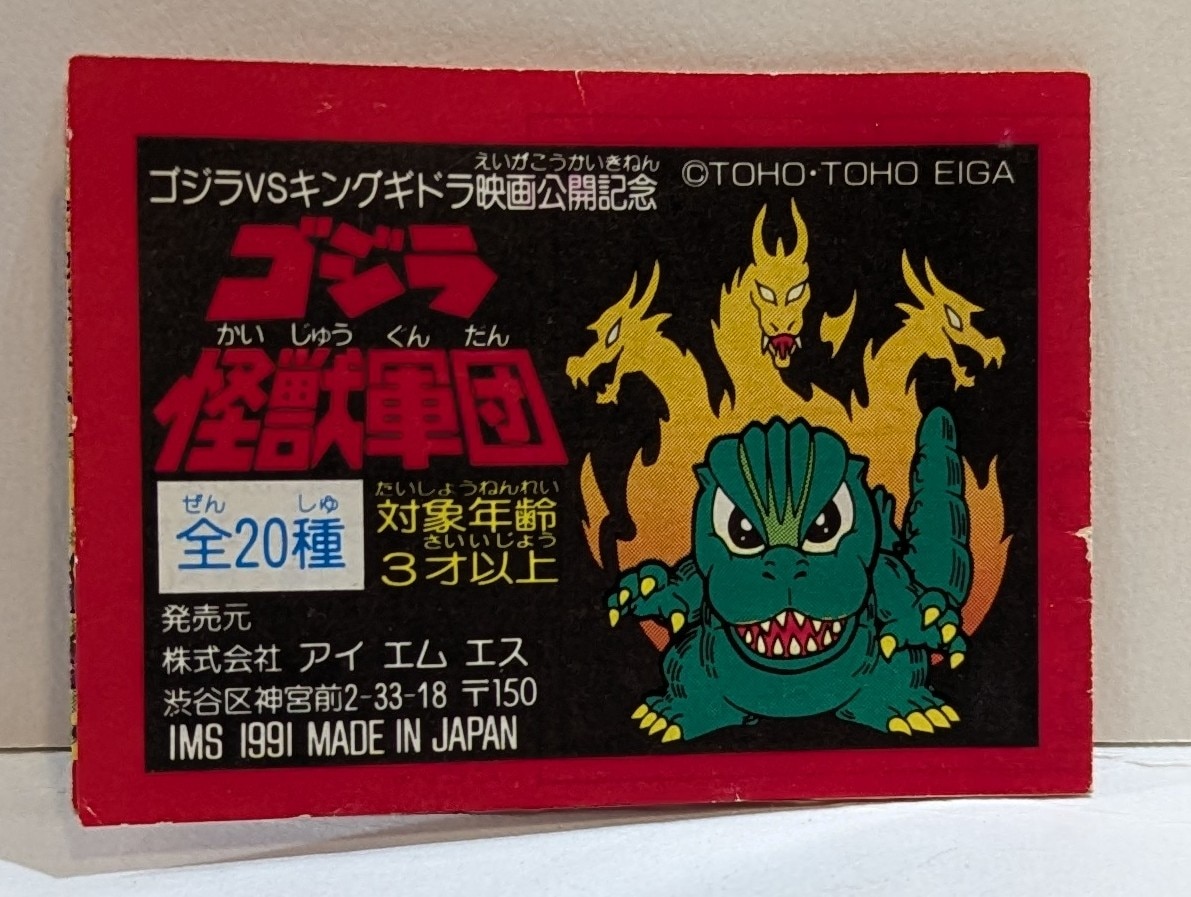 えいがこうかいきねん
ゴジラVSキングギドラ映画公開記念
©TOHO・TOHO EIGA
ゴジラ
かいじゅうぐんだん
怪獣軍団
ぜん しゅ
全20種
たいしょうねんれい
対象年齢
さいいじょう
3才以上
発売元
株式会社 アイ エム エス
渋谷区神宮前2-33-18 〒150
IMS 1991 MADE IN JAPAN